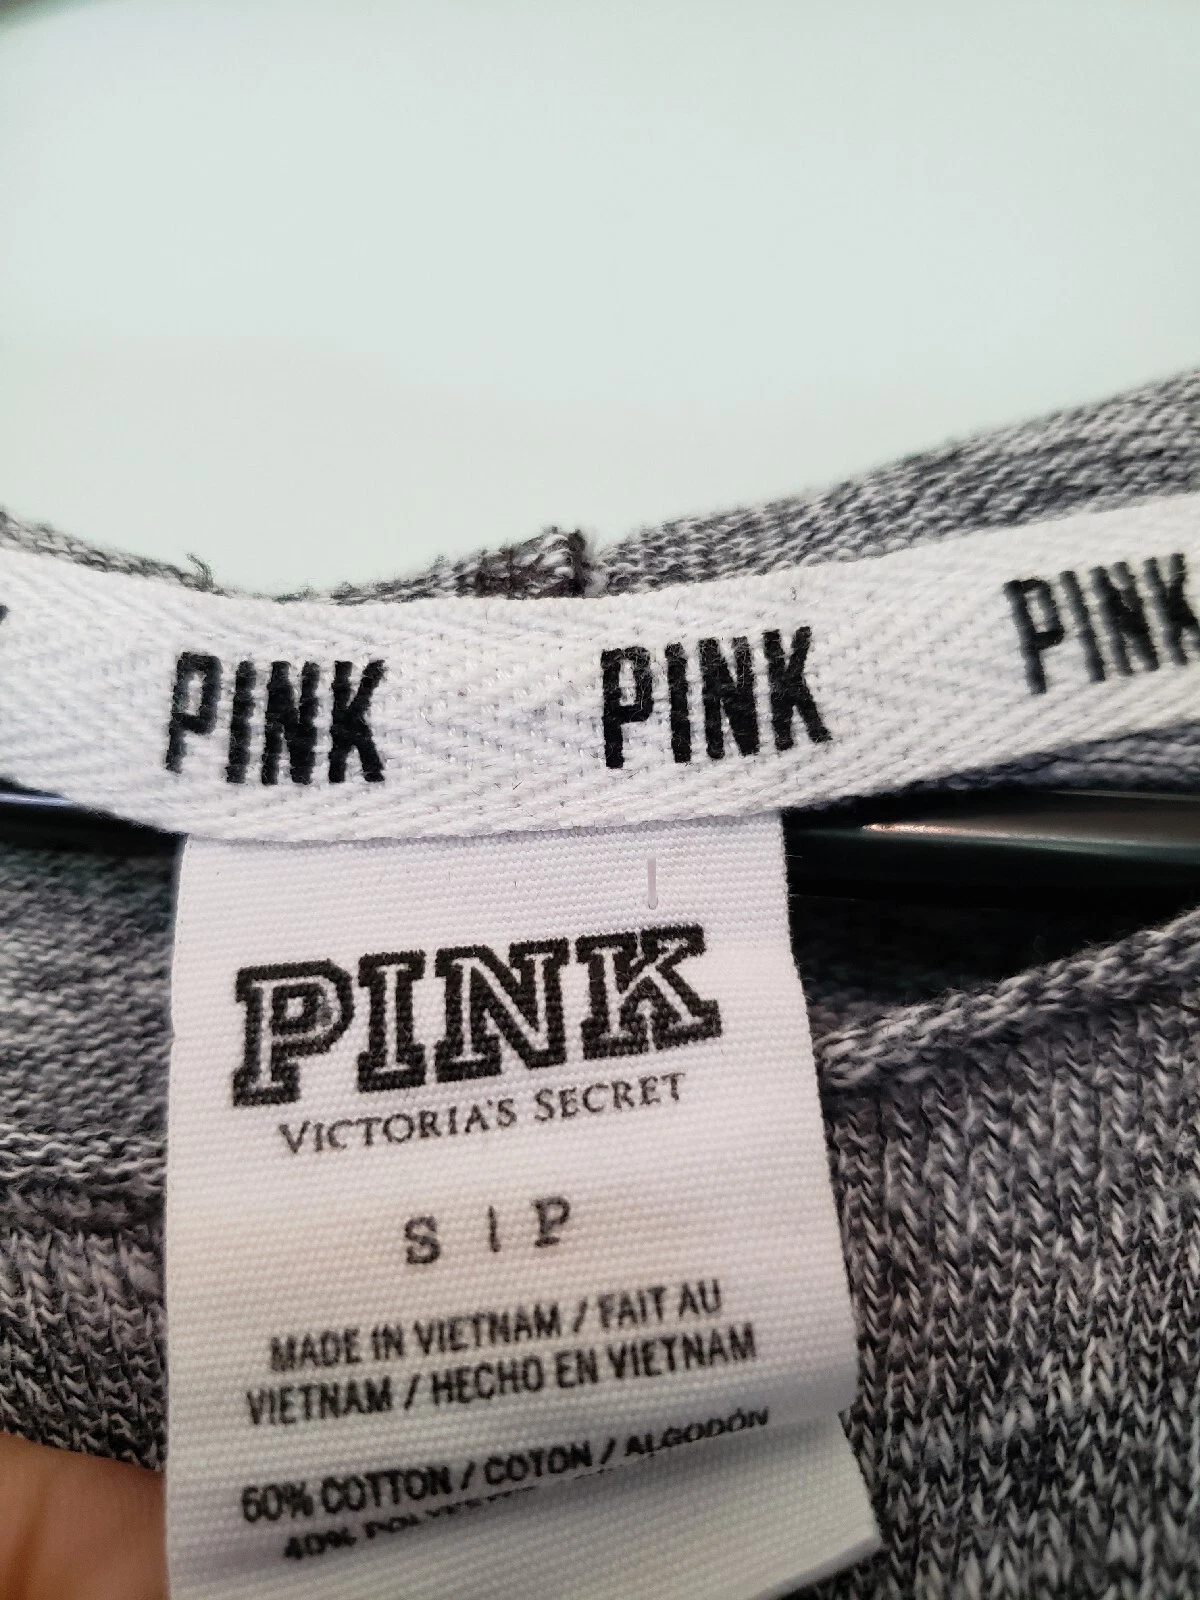 PINK PINK PINK
PINK
VICTORIA'S SECRET
S | P
MADE IN VIETNAM / FAIT AU
VIETNAM / HECHO EN VIETNAM
60% COTTON / COTON / ALGODÓN
40%